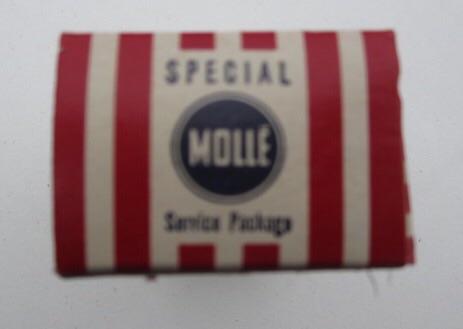 SPECIAL
MOLLÉ
Service Package